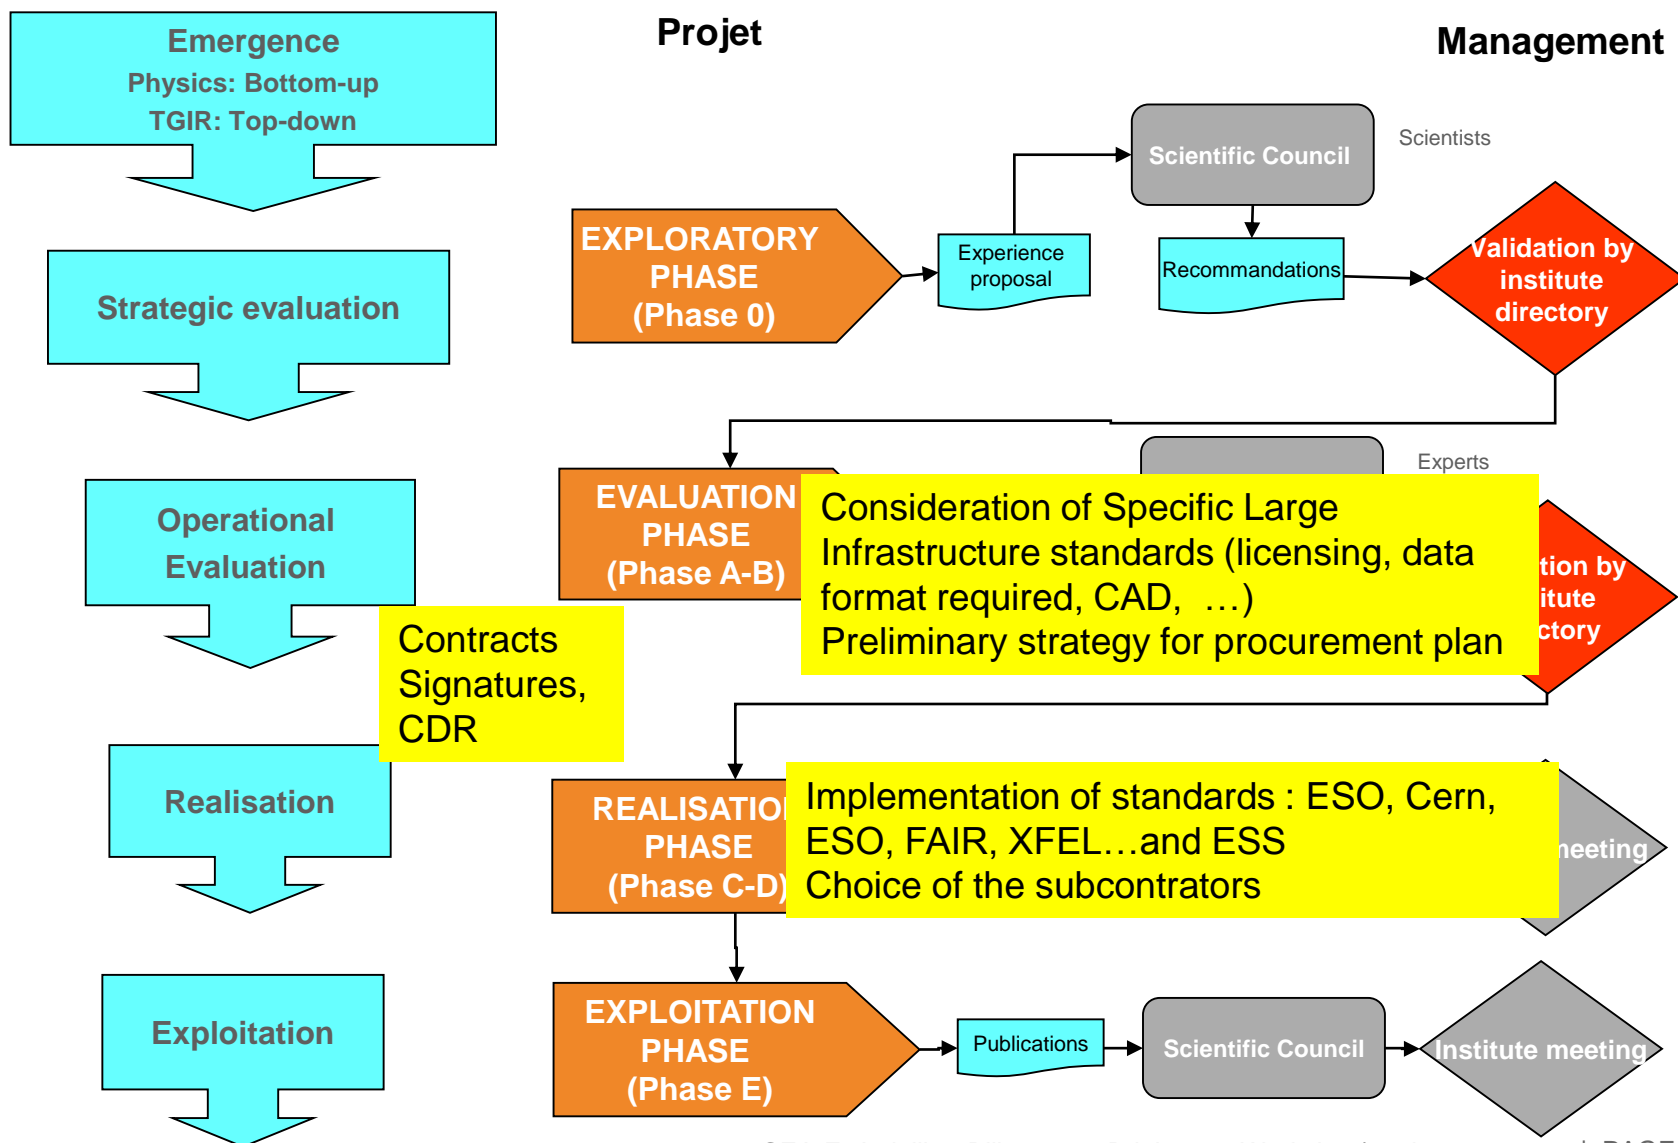 Projet
Management
Emergence
Physics: Bottom-up
TGIR: Top-down
Strategic evaluation
Operational
Evaluation
Realisation
Exploitation
EXPLORATORY
PHASE
(Phase 0)
Experience
proposal
Scientific Council
Scientists
Recommandations
Validation by
institute
directory
EVALUATION
PHASE
(Phase A-B)
Experts
Consideration of Specific Large
Infrastructure standards (licensing, data
format required, CAD, …)
Preliminary strategy for procurement plan
tion by
itute
ctory
Contracts
Signatures,
CDR
REALISATIO
PHASE
(Phase C-D)
Implementation of standards : ESO, Cern,
ESO, FAIR, XFEL…and ESS
Choice of the subcontrators
meeting
EXPLOITATION
PHASE
(Phase E)
Publications
Scientific Council
Institute meeting
PAGE